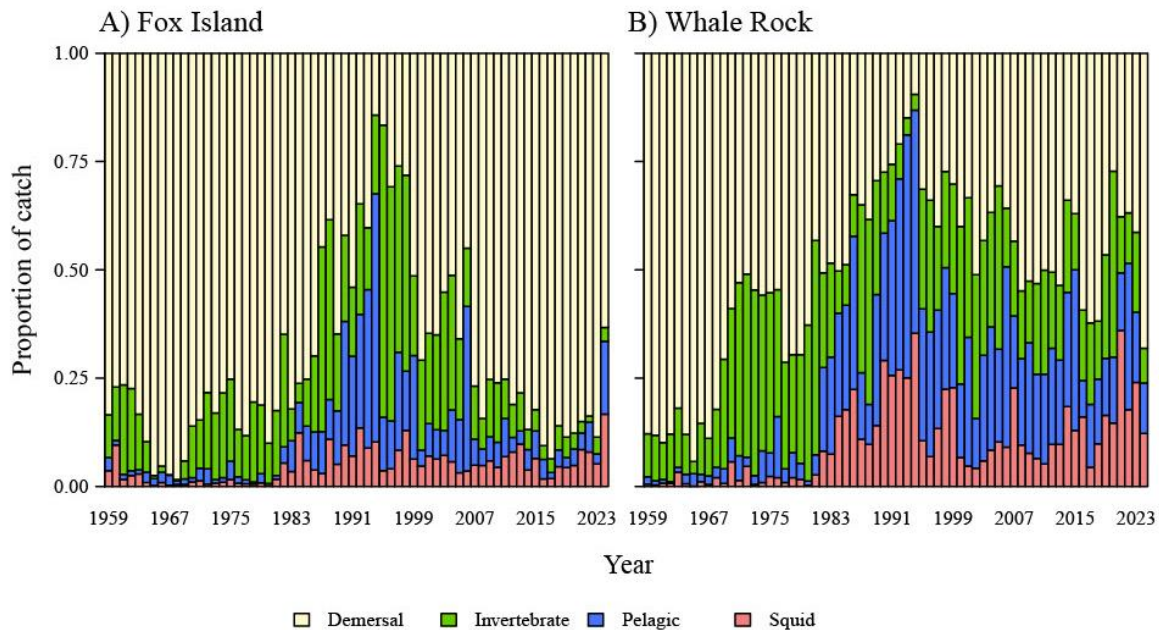 A) Fox Island
B) Whale Rock
Proportion of catch
1.00
0.75
0.50
0.25
0.00
1959 1967 1975 1983 1991 1999 2007 2015 2023
1959 1967 1975 1983 1991 1999 2007 2015 2023
Year
Demersal Invertebrate Pelagic Squid